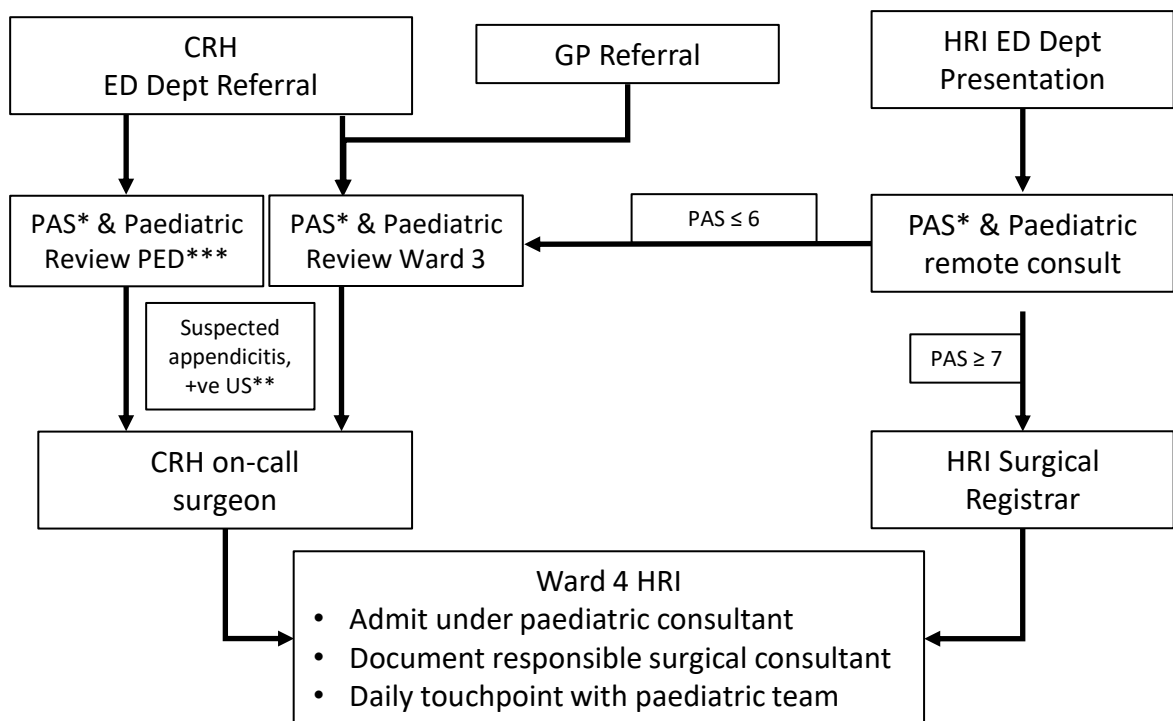 CRH
ED Dept Referral
GP Referral
HRI ED Dept
Presentation
PAS* & Paediatric
Review PED***
PAS* & Paediatric
Review Ward 3
PAS ≤ 6
PAS* & Paediatric
remote consult
Suspected
appendicitis,
+ve US**
PAS ≥ 7
CRH on-call
surgeon
HRI Surgical
Registrar
Ward 4 HRI
• Admit under paediatric consultant
• Document responsible surgical consultant
• Daily touchpoint with paediatric team